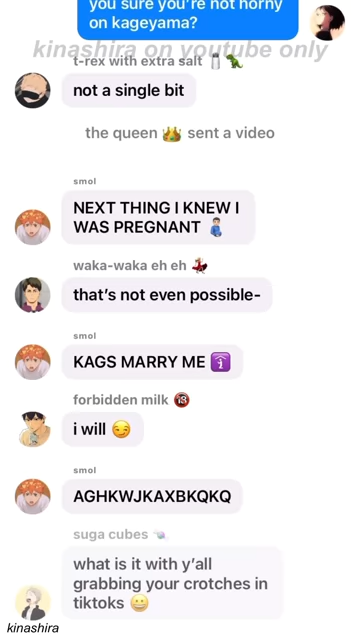 you sure you're not horny
on kageyama?
kinashira on youtube only
t-rex with extra salt 🧂🦖
not a single bit
the queen 👑 sent a video
smol
NEXT THING I KNEW I
WAS PREGNANT 🫃
waka-waka eh eh 💃
that's not even possible-
smol
KAGS MARRY ME 🛐
forbidden milk 🔞
i will 😏
smol
AGHKWJKAXBKQKQ
suga cubes 🍚
what is it with y'all
grabbing your crotches in
tiktoks 😁
kinashira